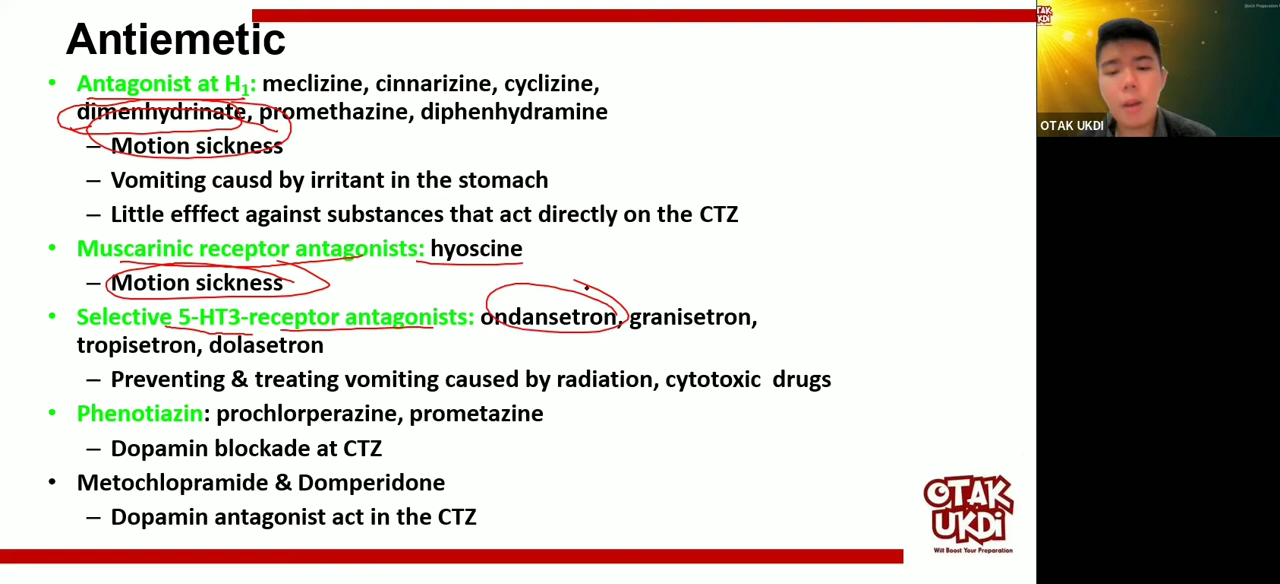 Antiemetic
• Antagonist at H1: meclizine, cinnarizine, cyclizine,
dimenhydrinate, promethazine, diphenhydramine
– Motion sickness
– Vomiting causd by irritant in the stomach
– Little efffect against substances that act directly on the CTZ
• Muscarinic receptor antagonists: hyoscine
– Motion sickness
• Selective 5-HT3-receptor antagonists: ondansetron, granisetron,
tropisetron, dolasetron
– Preventing & treating vomiting caused by radiation, cytotoxic drugs
• Phenotiazin: prochlorperazine, prometazine
– Dopamin blockade at CTZ
• Metochlopramide & Domperidone
– Dopamin antagonist act in the CTZ
OTAK
UKDI
Will Boost Your Preparation
OTAK
UKDI
OTAK UKDI